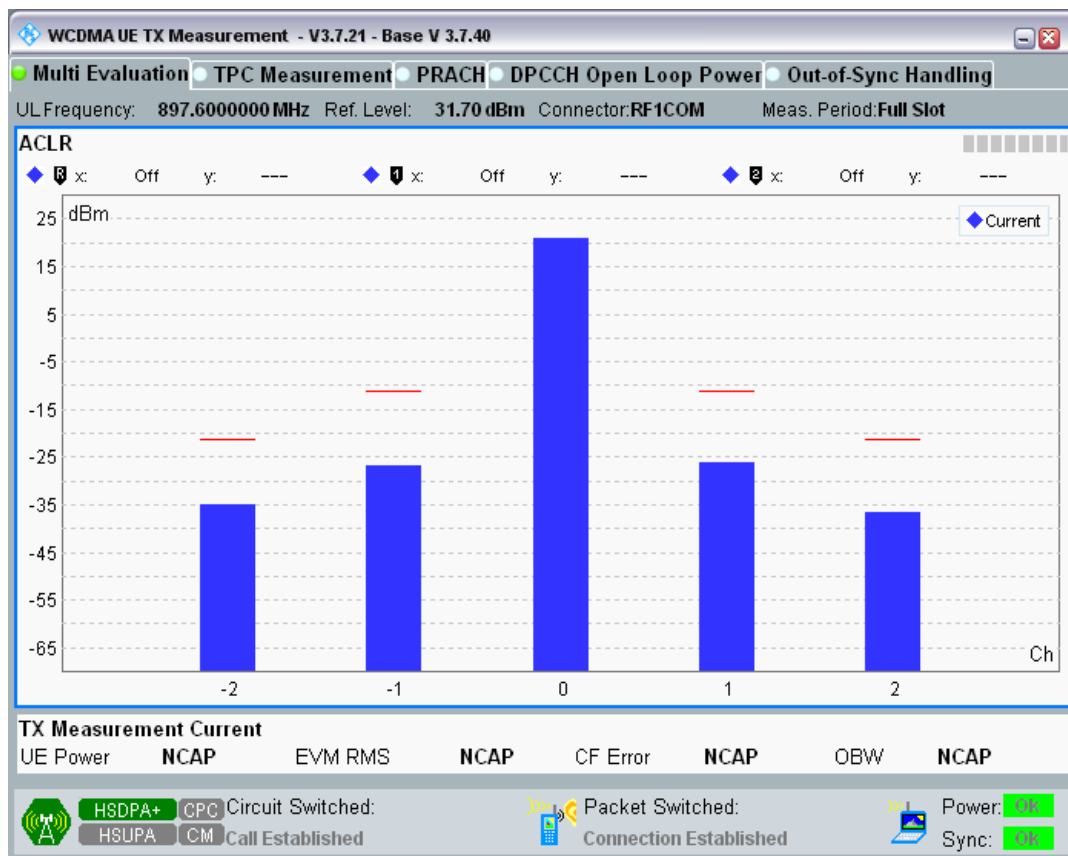 WCDMA UE TX Measurement - V3.7.21 - Base V 3.7.40
Multi Evaluation TPC Measurement PRACH DPCCH Open Loop Power Out-of-Sync Handling
UL Frequency: 897.6000000 MHz Ref. Level: 31.70 dBm Connector:RF1COM Meas. Period:Full Slot
ACLR
R x: Off y: --- 1 x: Off y: --- 2 x: Off y: ---
dBm
Current
25
15
5
-5
-15
-25
-35
-45
-55
-65
Ch
-2 -1 0 1 2
TX Measurement Current
UE Power NCAP EVM RMS NCAP CF Error NCAP OBW NCAP
HSDPA+ CPC Circuit Switched: Packet Switched: Power: OK
HSUPA CM Call Established Connection Established Sync: OK